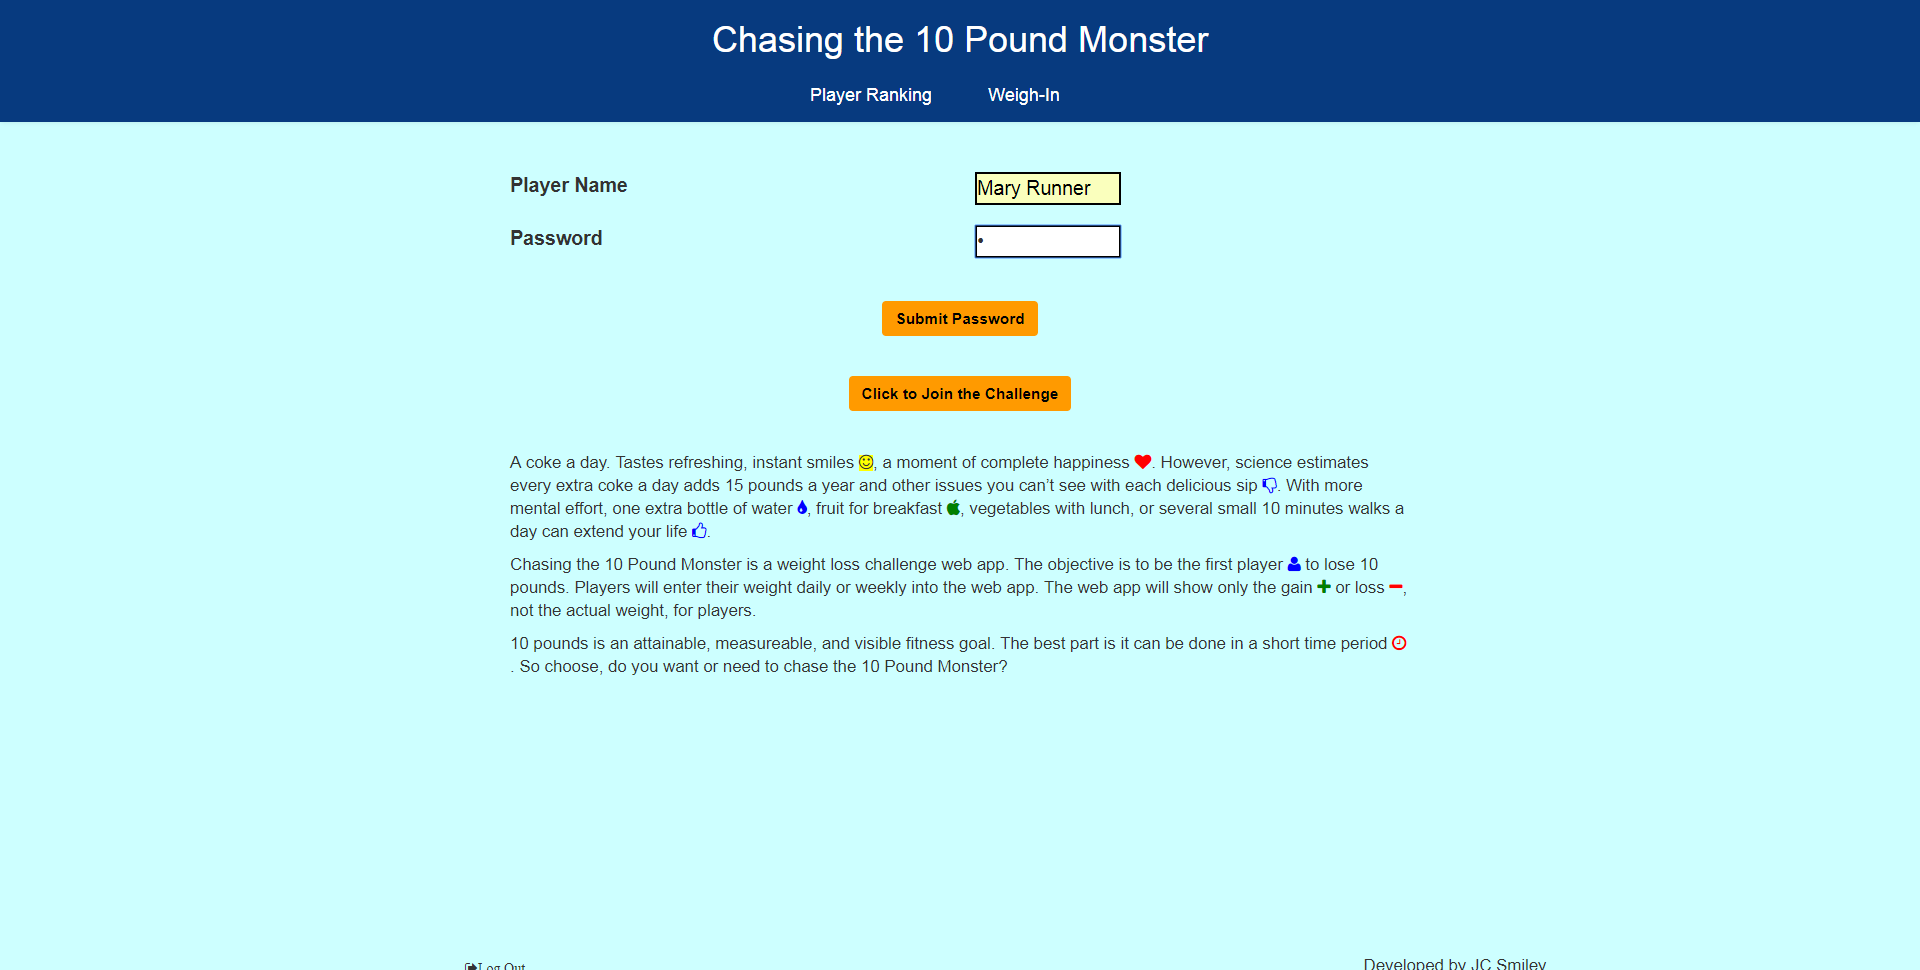 Chasing the 10 Pound Monster
Player Ranking Weigh-In
Player Name Mary Runner
Password •
Submit Password
Click to Join the Challenge
A coke a day. Tastes refreshing, instant smiles , a moment of complete happiness . However, science estimates
every extra coke a day adds 15 pounds a year and other issues you can't see with each delicious sip . With more
mental effort, one extra bottle of water , fruit for breakfast , vegetables with lunch, or several small 10 minutes walks a
day can extend your life .
Chasing the 10 Pound Monster is a weight loss challenge web app. The objective is to be the first player to lose 10
pounds. Players will enter their weight daily or weekly into the web app. The web app will show only the gain or loss ,
not the actual weight, for players.
10 pounds is an attainable, measureable, and visible fitness goal. The best part is it can be done in a short time period
. So choose, do you want or need to chase the 10 Pound Monster?
Log Out Developed by JC Smiley